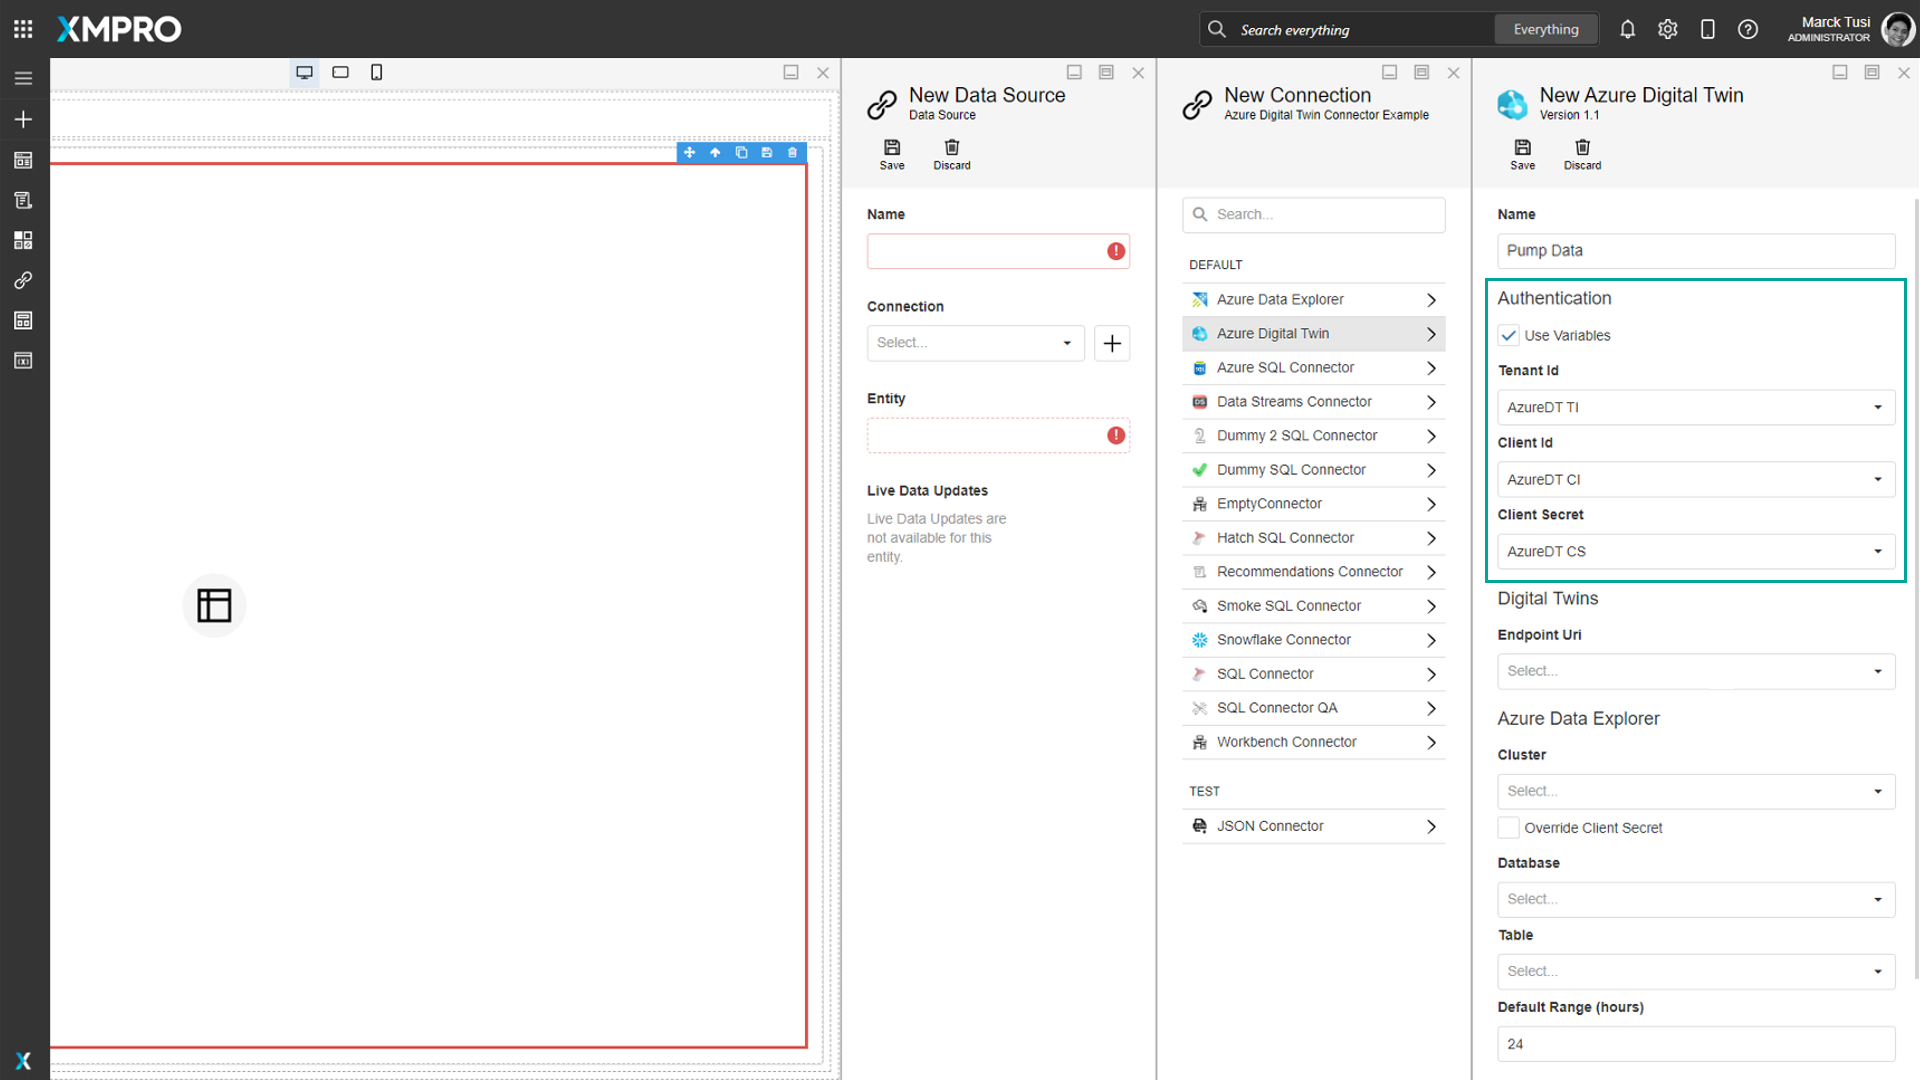 XMPRO
Search everything
Everything
Marck Tusi
ADMINISTRATOR
New Data Source
Data Source
Save
Discard
Name
Connection
Select...
Entity
Live Data Updates
Live Data Updates are
not available for this
entity.
New Connection
Azure Digital Twin Connector Example
Search...
DEFAULT
Azure Data Explorer
Azure Digital Twin
Azure SQL Connector
Data Streams Connector
Dummy 2 SQL Connector
Dummy SQL Connector
EmptyConnector
Hatch SQL Connector
Recommendations Connector
Smoke SQL Connector
Snowflake Connector
SQL Connector
SQL Connector QA
Workbench Connector
TEST
JSON Connector
New Azure Digital Twin
Version 1.1
Save
Discard
Name
Pump Data
Authentication
Use Variables
Tenant Id
AzureDT TI
Client Id
AzureDT CI
Client Secret
AzureDT CS
Digital Twins
Endpoint Uri
Select...
Azure Data Explorer
Cluster
Select...
Override Client Secret
Database
Select...
Table
Select...
Default Range (hours)
24